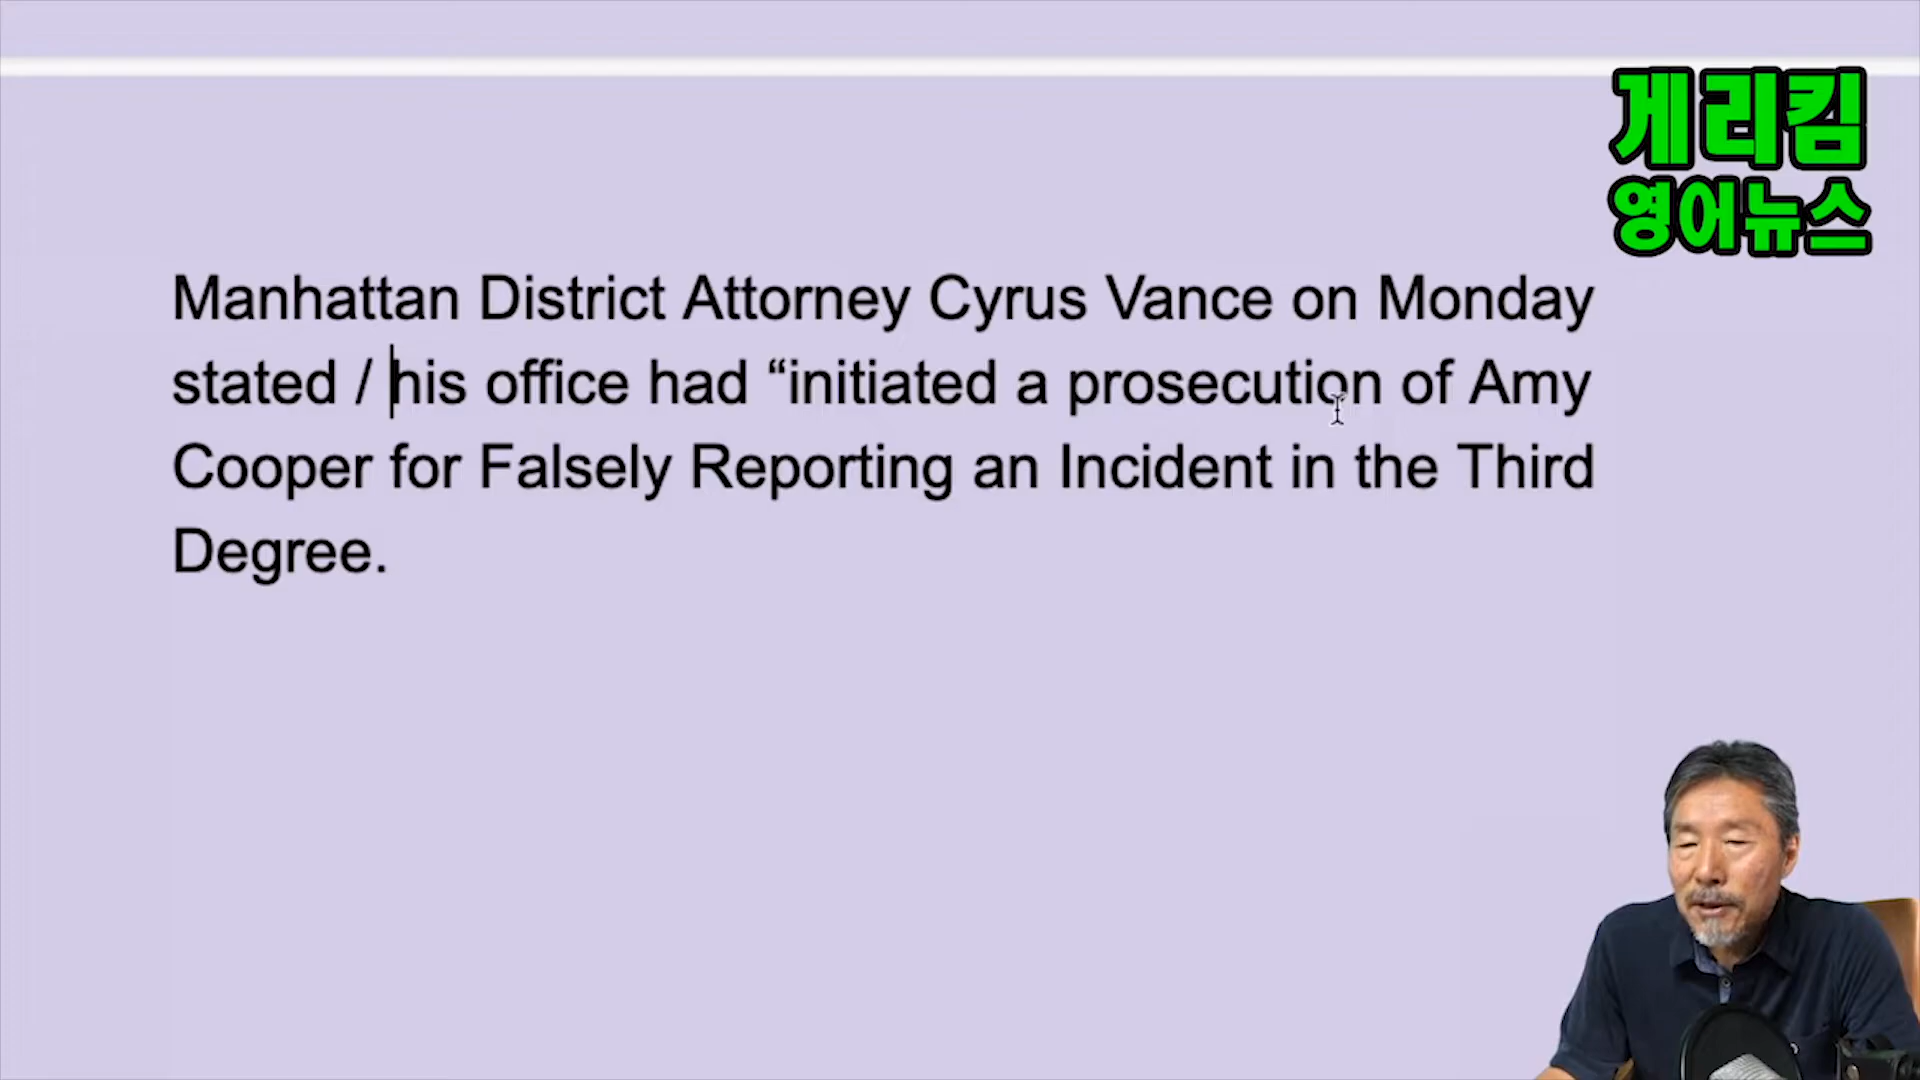 게리킴
영어뉴스
Manhattan District Attorney Cyrus Vance on Monday
stated / his office had “initiated a prosecution of Amy
Cooper for Falsely Reporting an Incident in the Third
Degree.